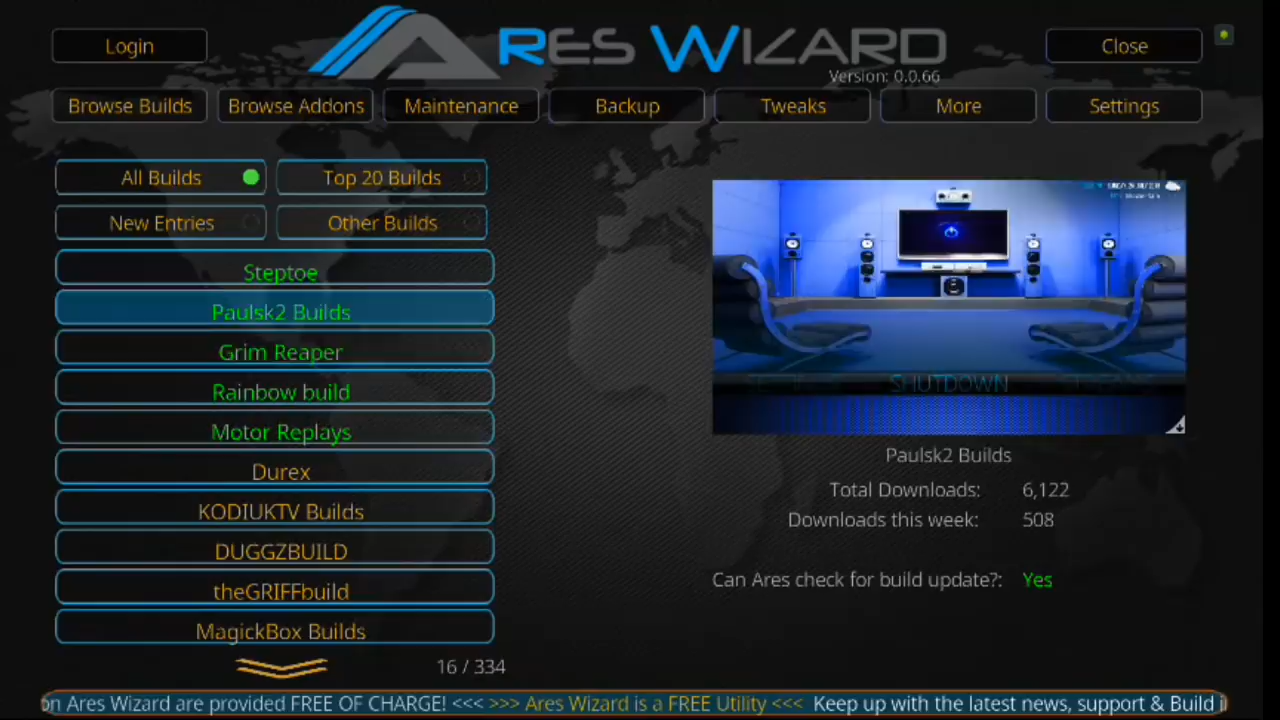 Login
ARES WIZARD
Close
Version: 0.0.66
Browse Builds
Browse Addons
Maintenance
Backup
Tweaks
More
Settings
All Builds
Top 20 Builds
New Entries
Other Builds
Steptoe
Paulsk2 Builds
Grim Reaper
Rainbow build
Motor Replays
Durex
KODIUKTV Builds
DUGGZBUILD
theGRIFFbuild
MagickBox Builds
16 / 334
SHUTDOWN
Paulsk2 Builds
Total Downloads: 6,122
Downloads this week: 508
Can Ares check for build update?: Yes
on Ares Wizard are provided FREE OF CHARGE! <<< >>> Ares Wizard is a FREE Utility <<< Keep up with the latest news, support & Build